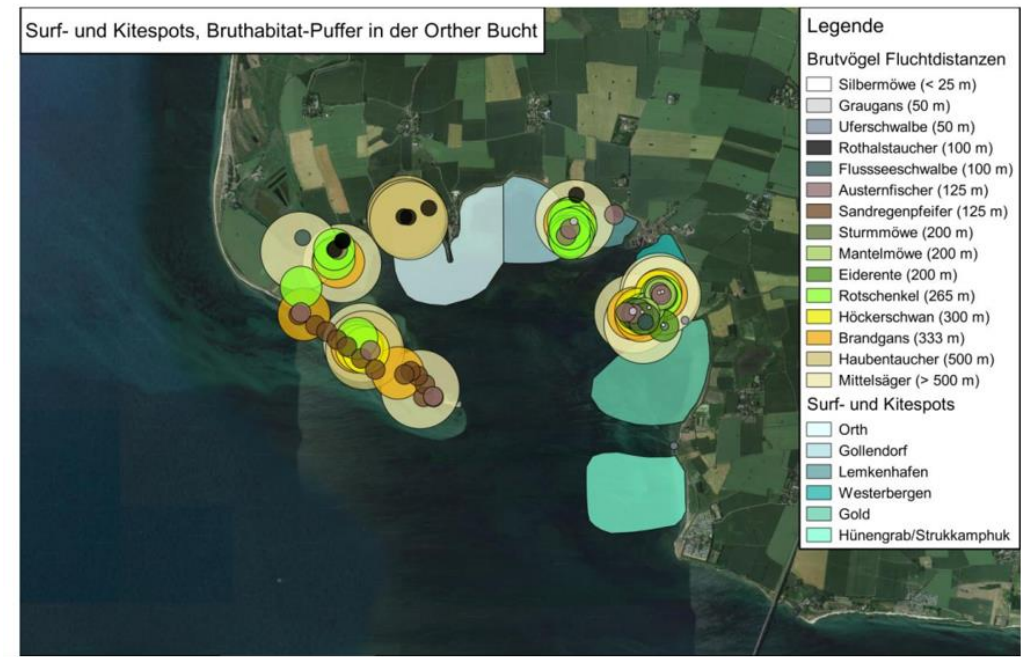 Surf- und Kitespots, Bruthabitat-Puffer in der Orther Bucht
Legende
Brutvögel Fluchtdistanzen
Silbermöwe (< 25 m)
Graugans (50 m)
Uferschwalbe (50 m)
Rothalstaucher (100 m)
Flussseeschwalbe (100 m)
Austernfischer (125 m)
Sandregenpfeifer (125 m)
Sturmmöwe (200 m)
Mantelmöwe (200 m)
Eiderente (200 m)
Rotschenkel (265 m)
Höckerschwan (300 m)
Brandgans (333 m)
Haubentaucher (500 m)
Mittelsäger (> 500 m)
Surf- und Kitespots
Orth
Gollendorf
Lemkenhafen
Westerbergen
Gold
Hünengrab/Strukkamphuk